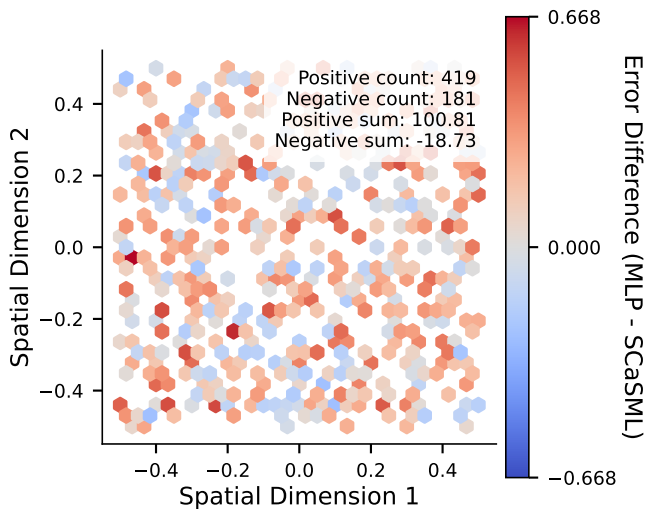 Positive count: 419
Negative count: 181
Positive sum: 100.81
Negative sum: -18.73
0.4
0.2
0.0
−0.2
−0.4
Spatial Dimension 2
−0.4
−0.2
0.0
0.2
0.4
Spatial Dimension 1
0.668
0.000
−0.668
Error Difference (MLP - SCaSML)